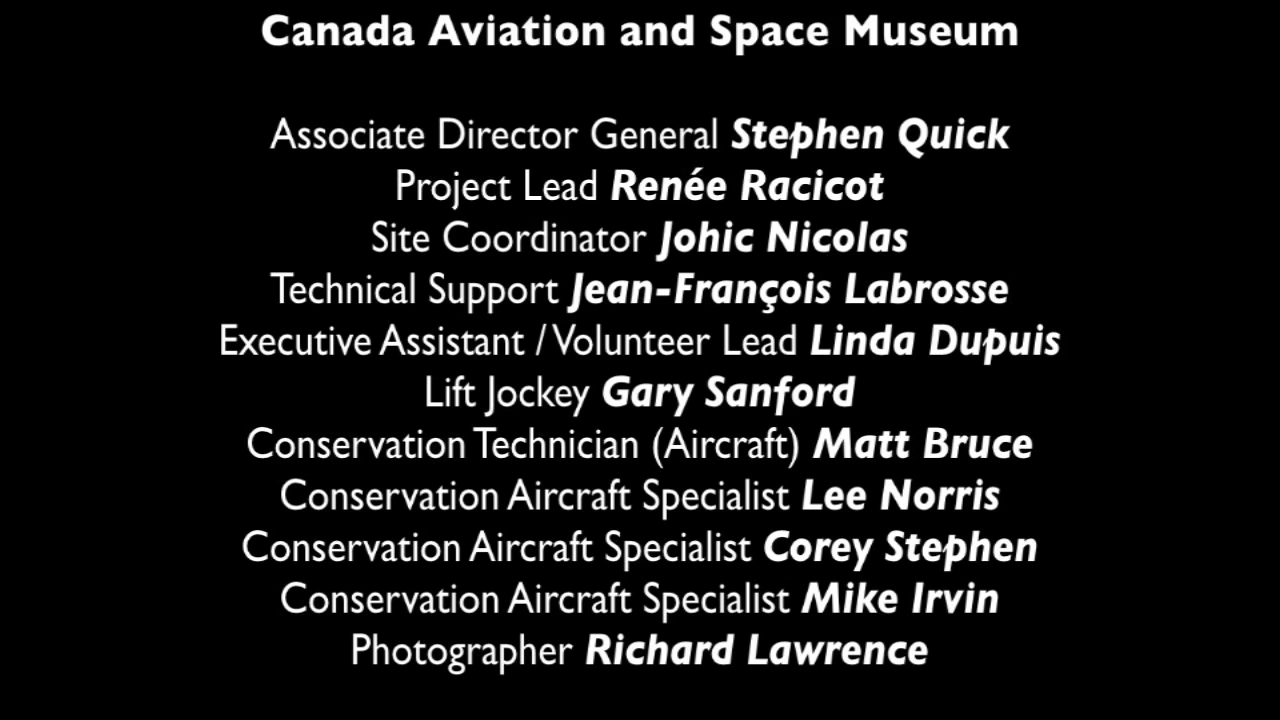 Canada Aviation and Space Museum
Associate Director General Stephen Quick
Project Lead Renée Racicot
Site Coordinator Johic Nicolas
Technical Support Jean-François Labrosse
Executive Assistant / Volunteer Lead Linda Dupuis
Lift Jockey Gary Sanford
Conservation Technician (Aircraft) Matt Bruce
Conservation Aircraft Specialist Lee Norris
Conservation Aircraft Specialist Corey Stephen
Conservation Aircraft Specialist Mike Irvin
Photographer Richard Lawrence